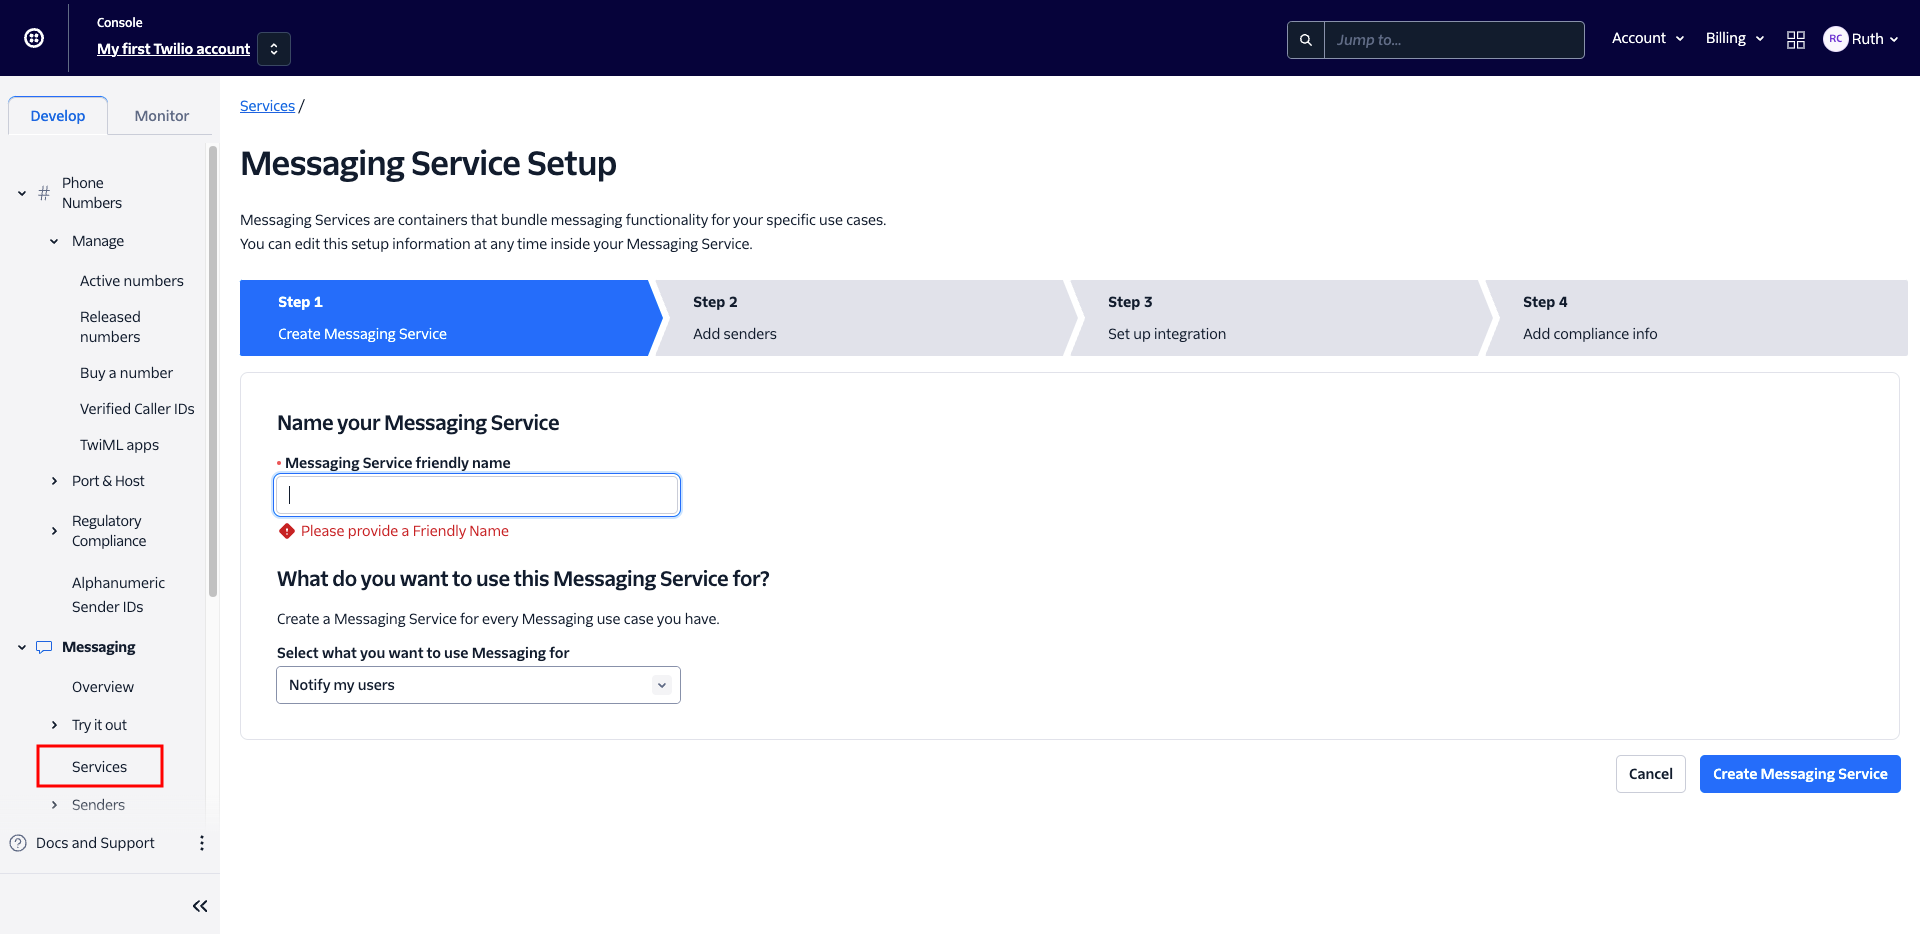 Console
My first Twilio account
Jump to...
Account
Billing
RC
Ruth
Develop
Monitor
Phone
Numbers
Manage
Active numbers
Released
numbers
Buy a number
Verified Caller IDs
TwiML apps
Port & Host
Regulatory
Compliance
Alphanumeric
Sender IDs
Messaging
Overview
Try it out
Services
Senders
Docs and Support
Services /
Messaging Service Setup
Messaging Services are containers that bundle messaging functionality for your specific use cases.
You can edit this setup information at any time inside your Messaging Service.
Step 1
Create Messaging Service
Step 2
Add senders
Step 3
Set up integration
Step 4
Add compliance info
Name your Messaging Service
Messaging Service friendly name
Please provide a Friendly Name
What do you want to use this Messaging Service for?
Create a Messaging Service for every Messaging use case you have.
Select what you want to use Messaging for
Notify my users
Cancel
Create Messaging Service